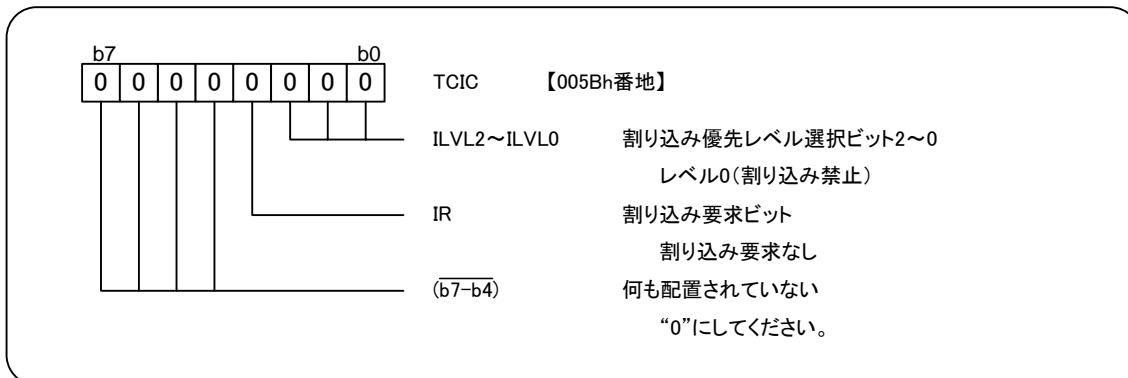 b7 b0
0 0 0 0 0 0 0 0 TCIC 【005Bh番地】
ILVL2～ILVL0 割り込み優先レベル選択ビット2～0
レベル0(割り込み禁止)
IR 割り込み要求ビット
割り込み要求なし
(b7-b4) 何も配置されていない
“0”にしてください。